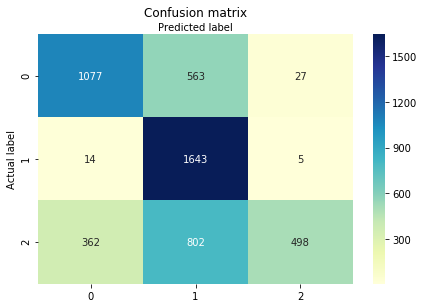 Confusion matrix
Predicted label
0 1077 563 27
1 14 1643 5
2 362 802 498
0 1 2
Actual label
1500
1200
900
600
300